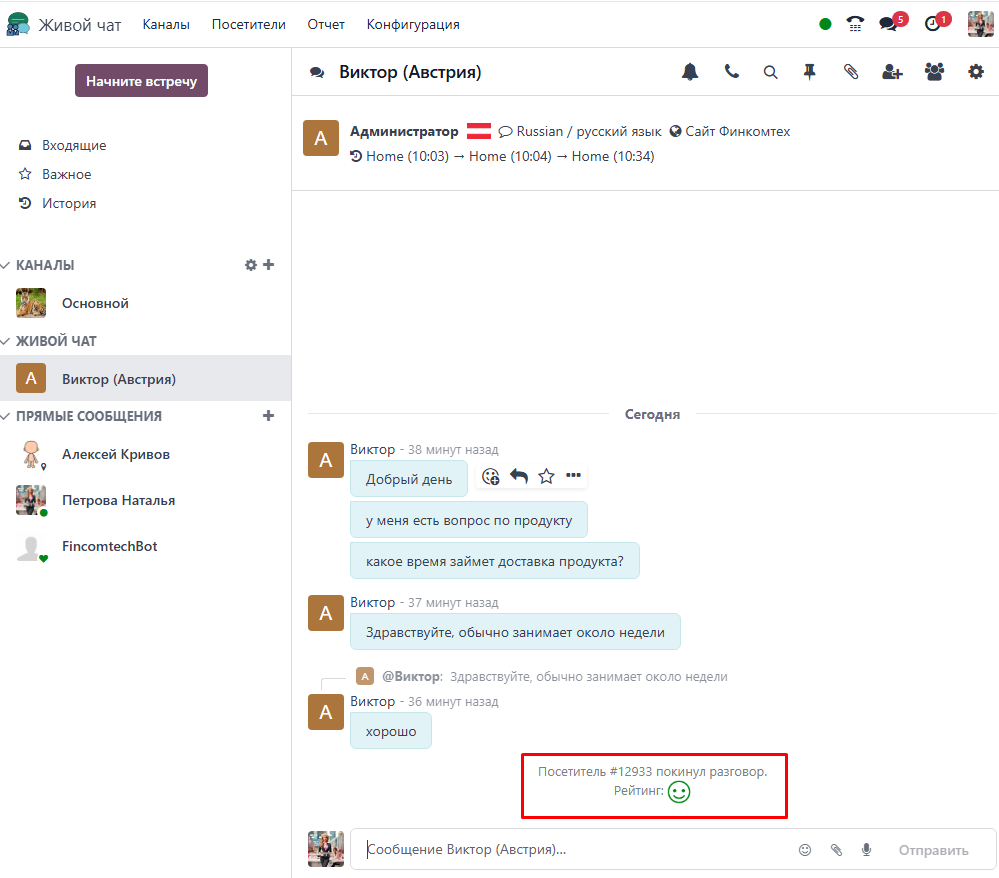 Живой чат Каналы Посетители Отчет Конфигурация 5 1
Начните встречу
Входящие
Важное
История
КАНАЛЫ
Основной
ЖИВОЙ ЧАТ
A Виктор (Австрия)
ПРЯМЫЕ СООБЩЕНИЯ
Алексей Кривов
Петрова Наталья
FincomtechBot
Виктор (Австрия)
A Администратор Russian / русский язык Сайт Финкомтех
Home (10:03) → Home (10:04) → Home (10:34)
Сегодня
A Виктор - 38 минут назад
Добрый день
у меня есть вопрос по продукту
какое время займет доставка продукта?
A Виктор - 37 минут назад
Здравствуйте, обычно занимает около недели
A @Виктор: Здравствуйте, обычно занимает около недели
A Виктор - 36 минут назад
хорошо
Посетитель #12933 покинул разговор.
Рейтинг:
Сообщение Виктор (Австрия)... Отправить